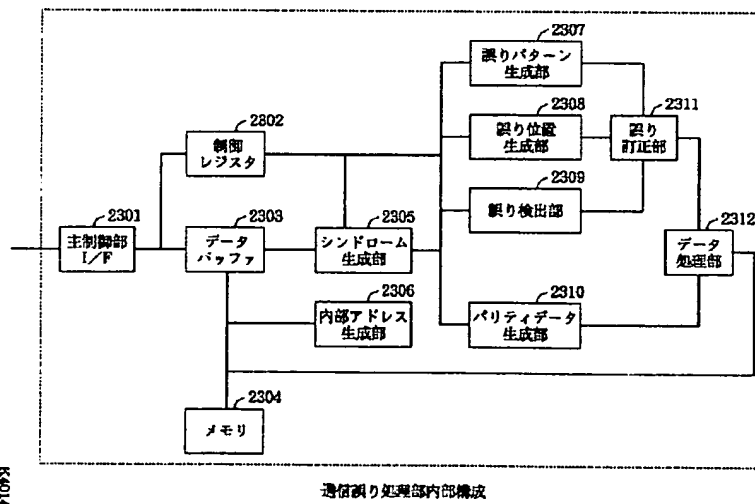 2307
誤りパターン
生成部
2308
誤り位置
生成部
2311
誤り
訂正部
2302
制御
レジスタ
2309
誤り検出部
2301
主制御部
I/F
2303
データ
バッファ
2305
シンドローム
生成部
2312
データ
処理部
2306
内部アドレス
生成部
2310
パリティデータ
生成部
2304
メモリ
通信誤り処理部内部構成
K4014